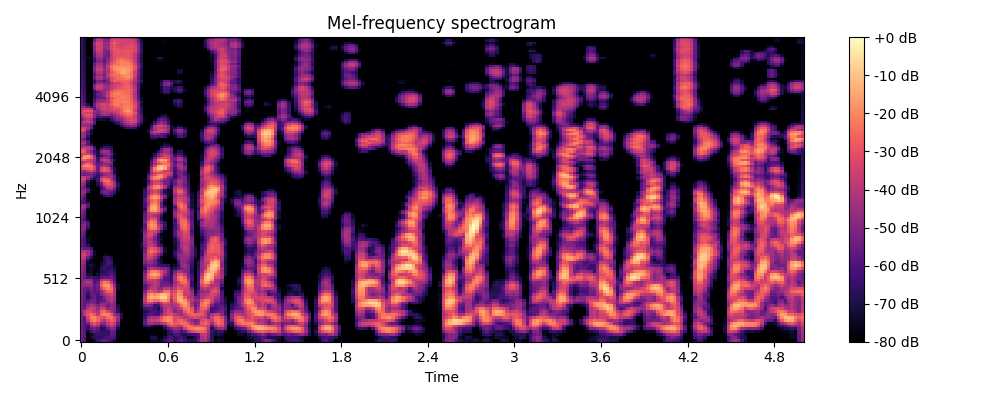 Mel-frequency spectrogram
Hz
4096
2048
1024
512
0
0 0.6 1.2 1.8 2.4 3 3.6 4.2 4.8
Time
+0 dB
-10 dB
-20 dB
-30 dB
-40 dB
-50 dB
-60 dB
-70 dB
-80 dB